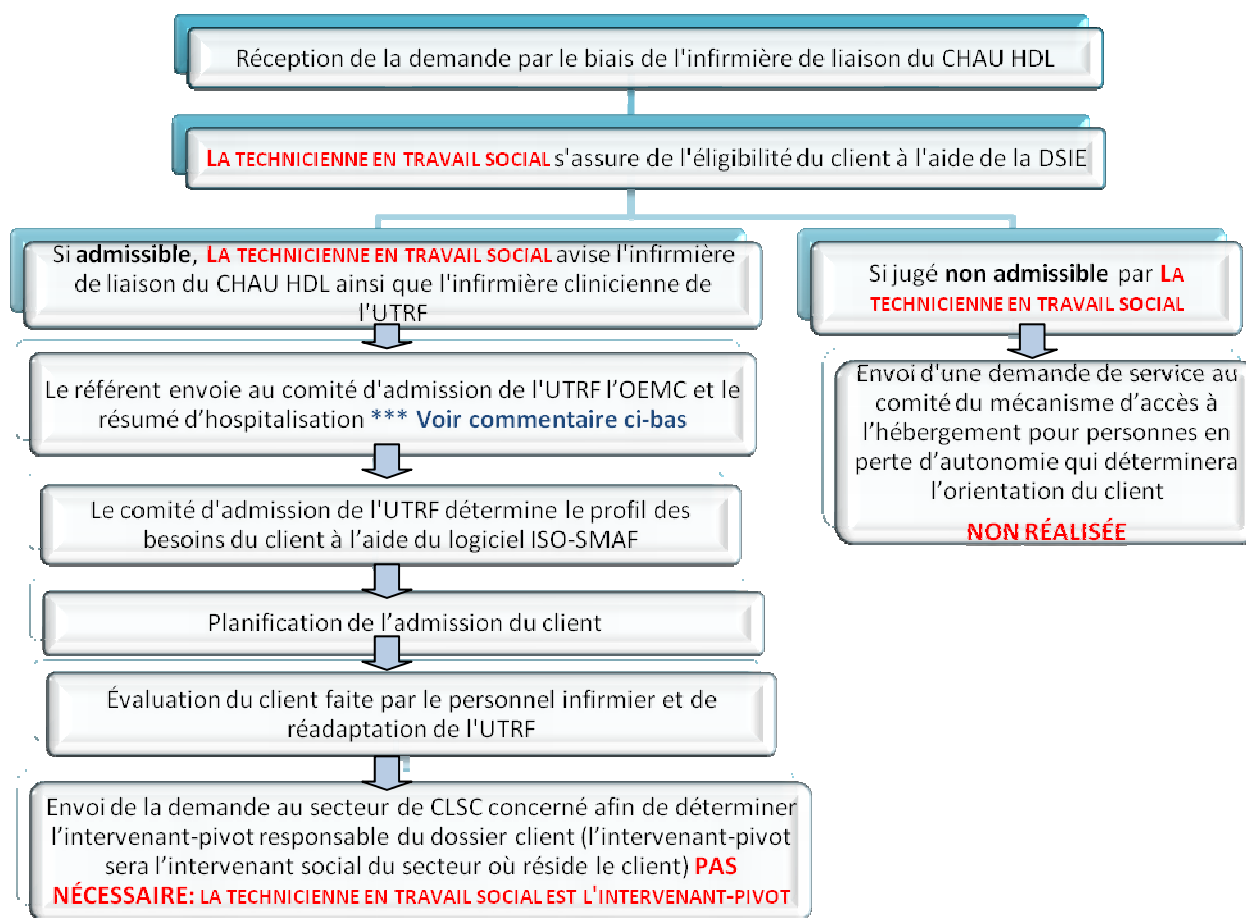 Réception de la demande par le biais de l'infirmière de liaison du CHAU HDL
LA TECHNICIENNE EN TRAVAIL SOCIAL s'assure de l'éligibilité du client à l'aide de la DSIE
Si admissible, LA TECHNICIENNE EN TRAVAIL SOCIAL avise l'infirmière
de liaison du CHAU HDL ainsi que l'infirmière clinicienne de
l'UTRF
Le référent envoie au comité d'admission de l'UTRF l’OEMC et le
résumé d’hospitalisation *** Voir commentaire ci-bas
Le comité d'admission de l'UTRF détermine le profil des
besoins du client à l’aide du logiciel ISO-SMAF
Planification de l’admission du client
Évaluation du client faite par le personnel infirmier et de
réadaptation de l'UTRF
Envoi de la demande au secteur de CLSC concerné afin de déterminer
l’intervenant-pivot responsable du dossier client (l’intervenant-pivot
sera l’intervenant social du secteur où réside le client) PAS
NÉCESSAIRE: LA TECHNICIENNE EN TRAVAIL SOCIAL EST L'INTERVENANT-PIVOT
Si jugé non admissible par LA
TECHNICIENNE EN TRAVAIL SOCIAL
Envoi d'une demande de service au
comité du mécanisme d’accès à
l’hébergement pour personnes en
perte d’autonomie qui déterminera
l’orientation du client
NON RÉALISÉE